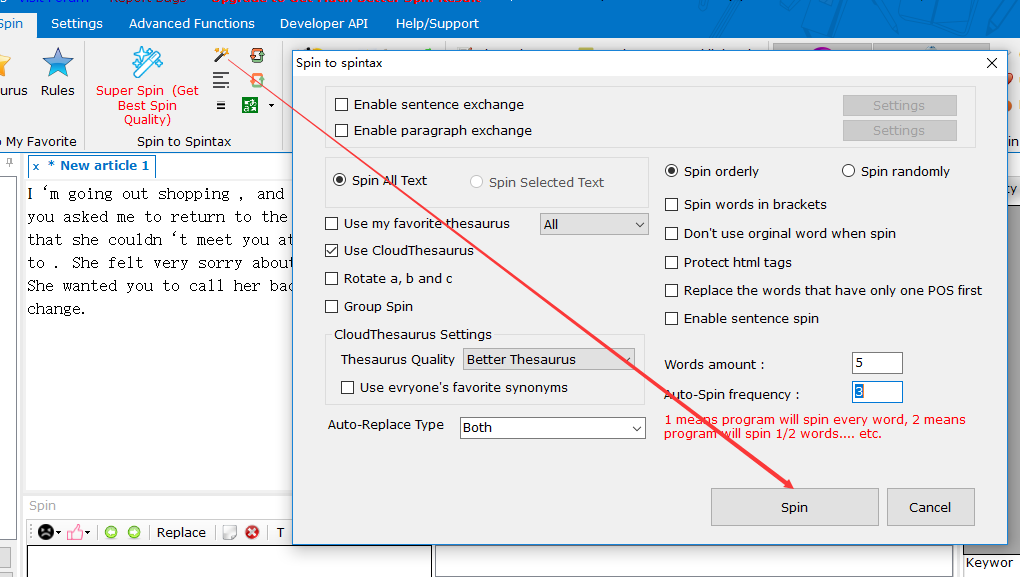 Spin Settings Advanced Functions Developer API Help/Support
Rules
Super Spin (Get
Best Spin
Quality)
My Favorite
Spin to Spintax
x * New article 1
I ‘m going out shopping , and
you asked me to return to the
that she couldn ‘t meet you at
to . She felt very sorry about
She wanted you to call her bac
change.
Spin
Replace
T
Spin to spintax
Enable sentence exchange Settings
Enable paragraph exchange Settings
Spin All Text Spin Selected Text
Use my favorite thesaurus All
Use CloudThesaurus
Rotate a, b and c
Group Spin
CloudThesaurus Settings
Thesaurus Quality Better Thesaurus
Use evryone's favorite synonyms
Auto-Replace Type Both
Spin orderly Spin randomly
Spin words in brackets
Don't use orginal word when spin
Protect html tags
Replace the words that have only one POS first
Enable sentence spin
Words amount : 5
Auto-Spin frequency : 3
1 means program will spin every word, 2 means
program will spin 1/2 words.... etc.
Spin Cancel
Keywor